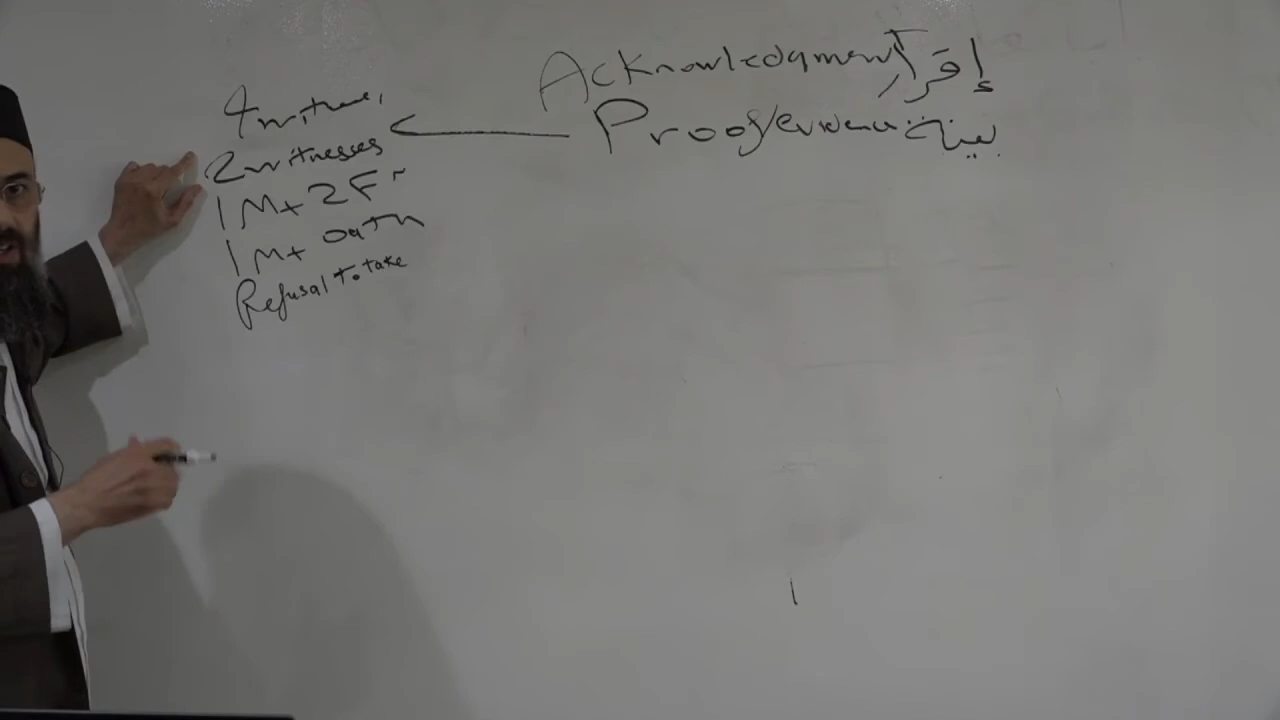 Acknowledgment إقرار
Proof/evidence بينة
4 witnesses
2 witnesses
1 M + 2 F
1 M + oath
Refusal to take